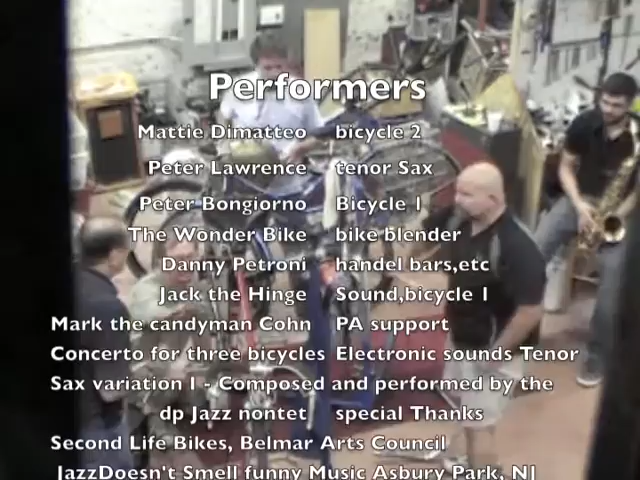 Performers
Mattie Dimatteo bicycle 2
Peter Lawrence tenor Sax
Peter Bongiorno Bicycle 1
The Wonder Bike bike blender
Danny Petroni handel bars,etc
Jack the Hinge Sound,bicycle 1
Mark the candyman Cohn PA support
Concerto for three bicycles Electronic sounds Tenor
Sax variation I - Composed and performed by the
dp Jazz nontet special Thanks
Second Life Bikes, Belmar Arts Council
JazzDoesn't Smell funny Music Asbury Park, NJ